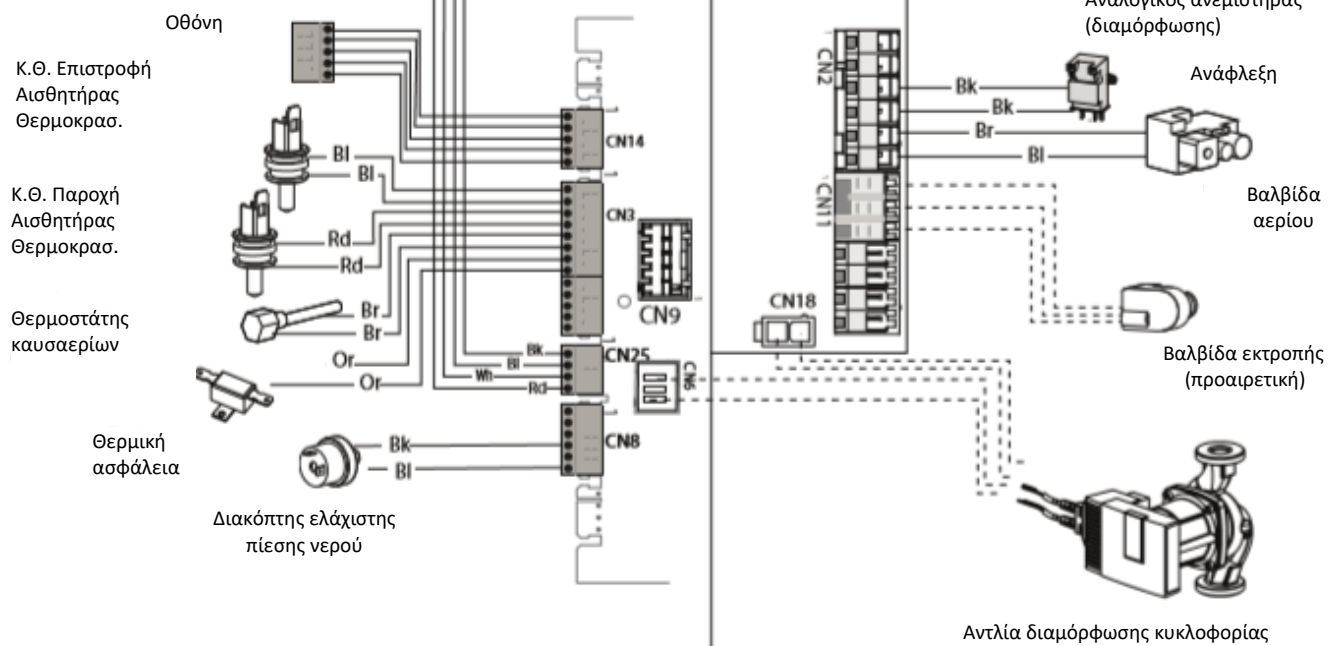 Αναλογικός ανεμιστήρας
(διαμόρφωσης)
Οθόνη
Κ.Θ. Επιστροφή
Αισθητήρας
Θερμοκρασ.
Ανάφλεξη
CN2
Bk
Bk
Br
Bl
CN14
Bl
Bl
Κ.Θ. Παροχή
Αισθητήρας
Θερμοκρασ.
CN3
Rd
Rd
CN11
Βαλβίδα
αερίου
CN9
CN18
Θερμοστάτης
καυσαερίων
Br
Br
Or
Or
Bk
Bl
Wh
Rd
CN25
CN6
Βαλβίδα εκτροπής
(προαιρετική)
Θερμική
ασφάλεια
Bk
Bl
CN8
Διακόπτης ελάχιστης
πίεσης νερού
Αντλία διαμόρφωσης κυκλοφορίας